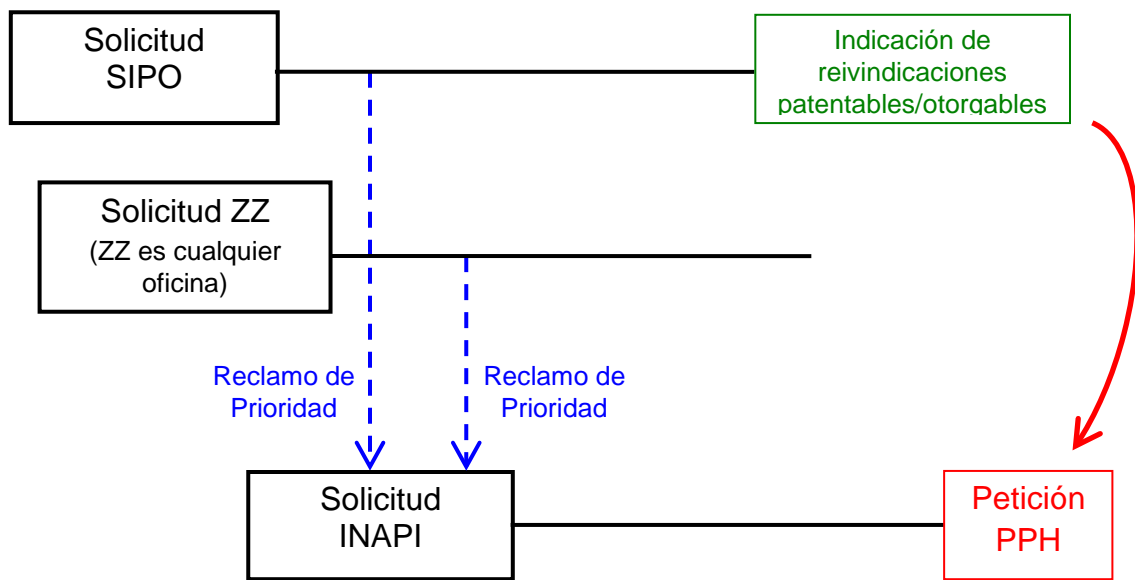 Solicitud
SIPO
Indicación de
reivindicaciones
patentables/otorgables
Solicitud ZZ
(ZZ es cualquier
oficina)
Reclamo de
Prioridad
Reclamo de
Prioridad
Solicitud
INAPI
Petición
PPH